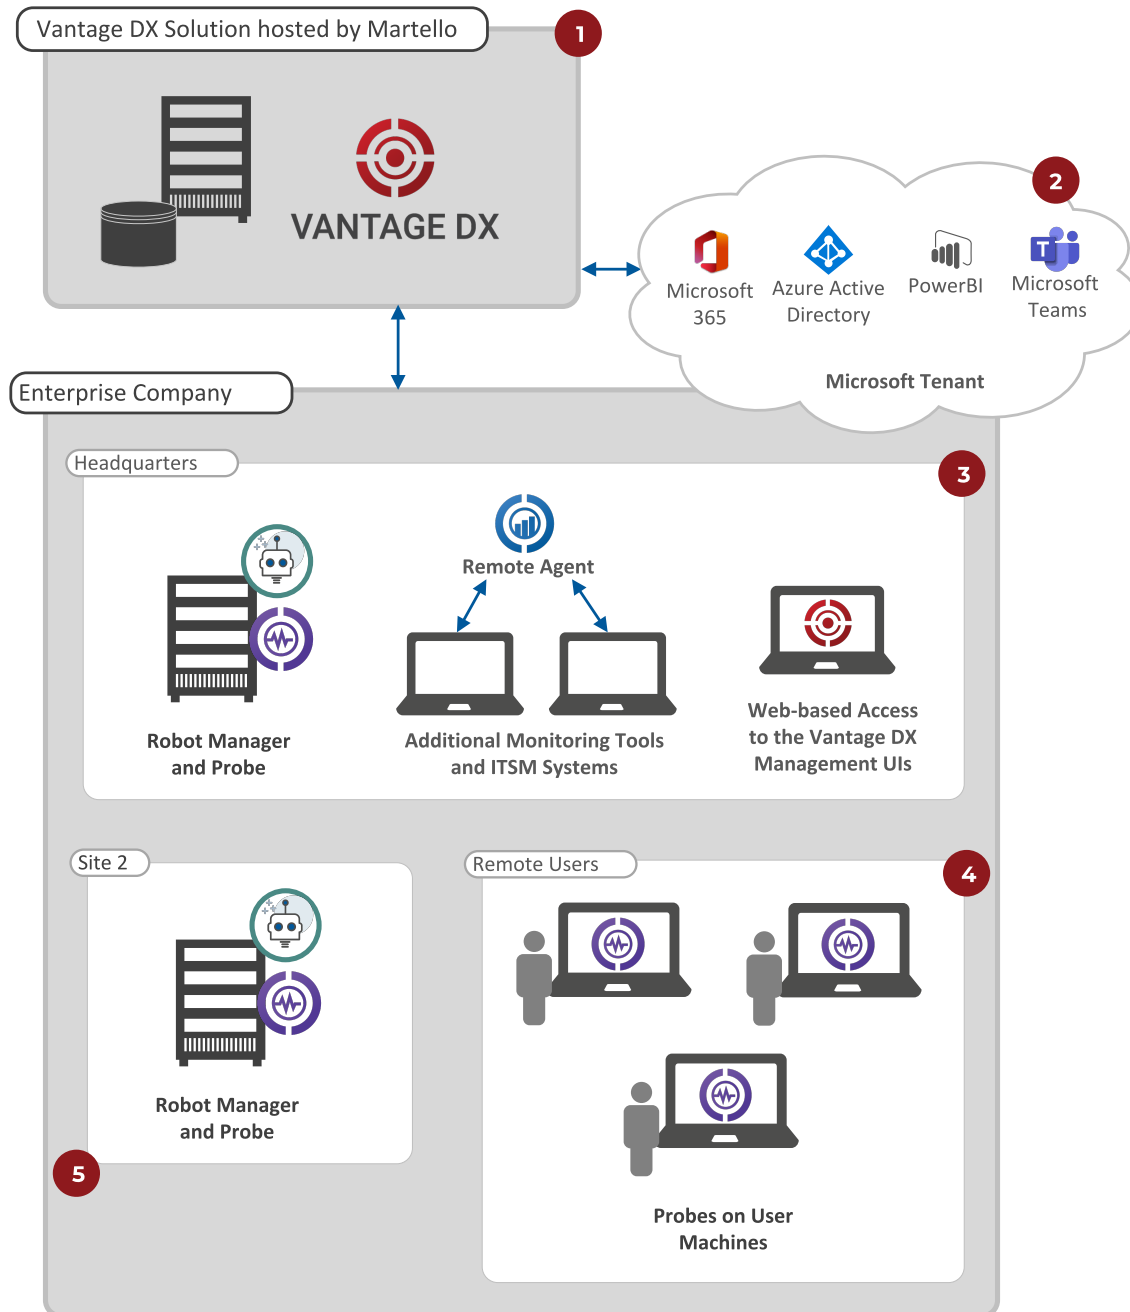 Vantage DX Solution hosted by Martello
1
VANTAGE DX
2
Microsoft
365
Azure Active
Directory
PowerBI
T
Microsoft
Teams
Microsoft Tenant
Enterprise Company
Headquarters
3
Remote Agent
Robot Manager
and Probe
Additional Monitoring Tools
and ITSM Systems
Web-based Access
to the Vantage DX
Management UIs
Site 2
Robot Manager
and Probe
5
Remote Users
4
Probes on User
Machines